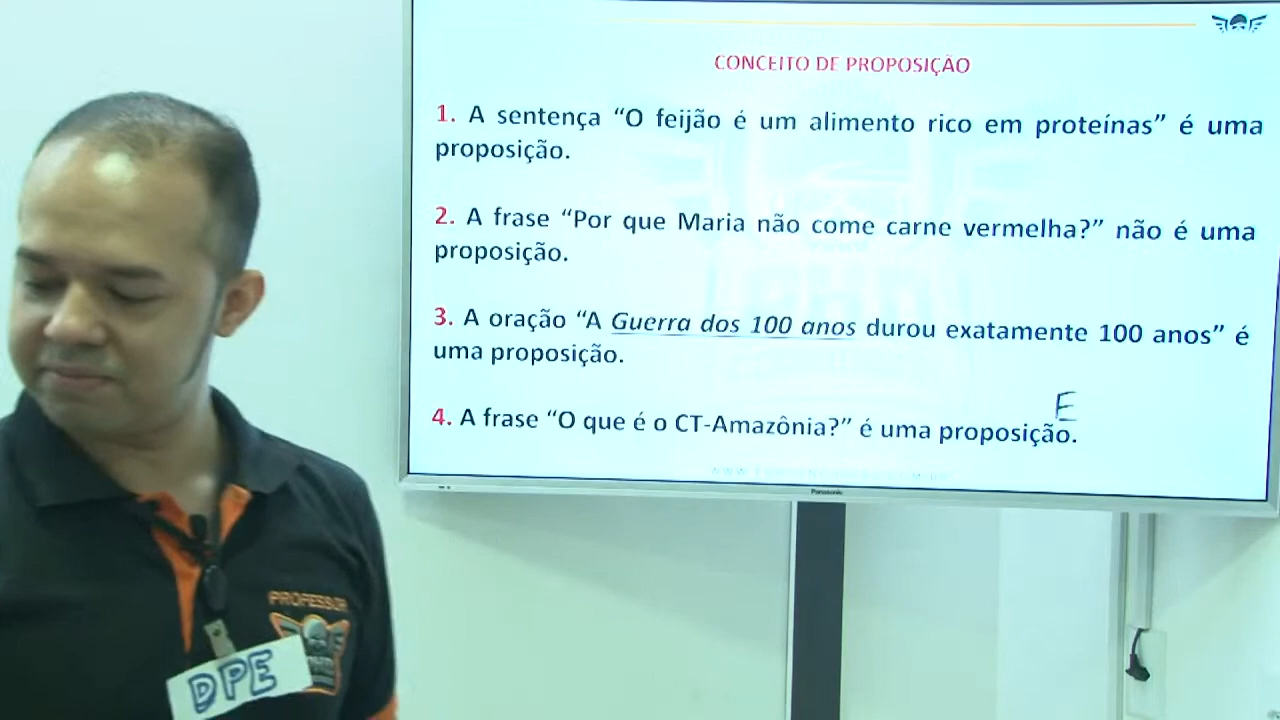 CONCEITO DE PROPOSIÇÃO
1. A sentença “O feijão é um alimento rico em proteínas” é uma
proposição.
2. A frase “Por que Maria não come carne vermelha?” não é uma
proposição.
3. A oração “A Guerra dos 100 anos durou exatamente 100 anos” é
uma proposição.
E
4. A frase “O que é o CT-Amazônia?” é uma proposição.
Panasonic
PROFESSOR
DPE